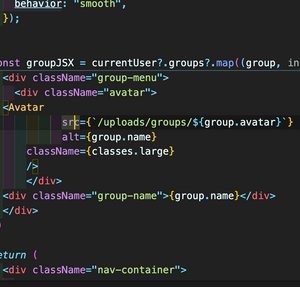 behavior: "smooth",
});
onst groupJSX = currentUser?.groups?.map((group, in
<div className="group-menu">
<div className="avatar">
<Avatar
src={`/uploads/groups/${group.avatar}`}
alt={group.name}
className={classes.large}
/>
</div>
<div className="group-name">{group.name}</div>
</div>
eturn (
<div className="nav-container">